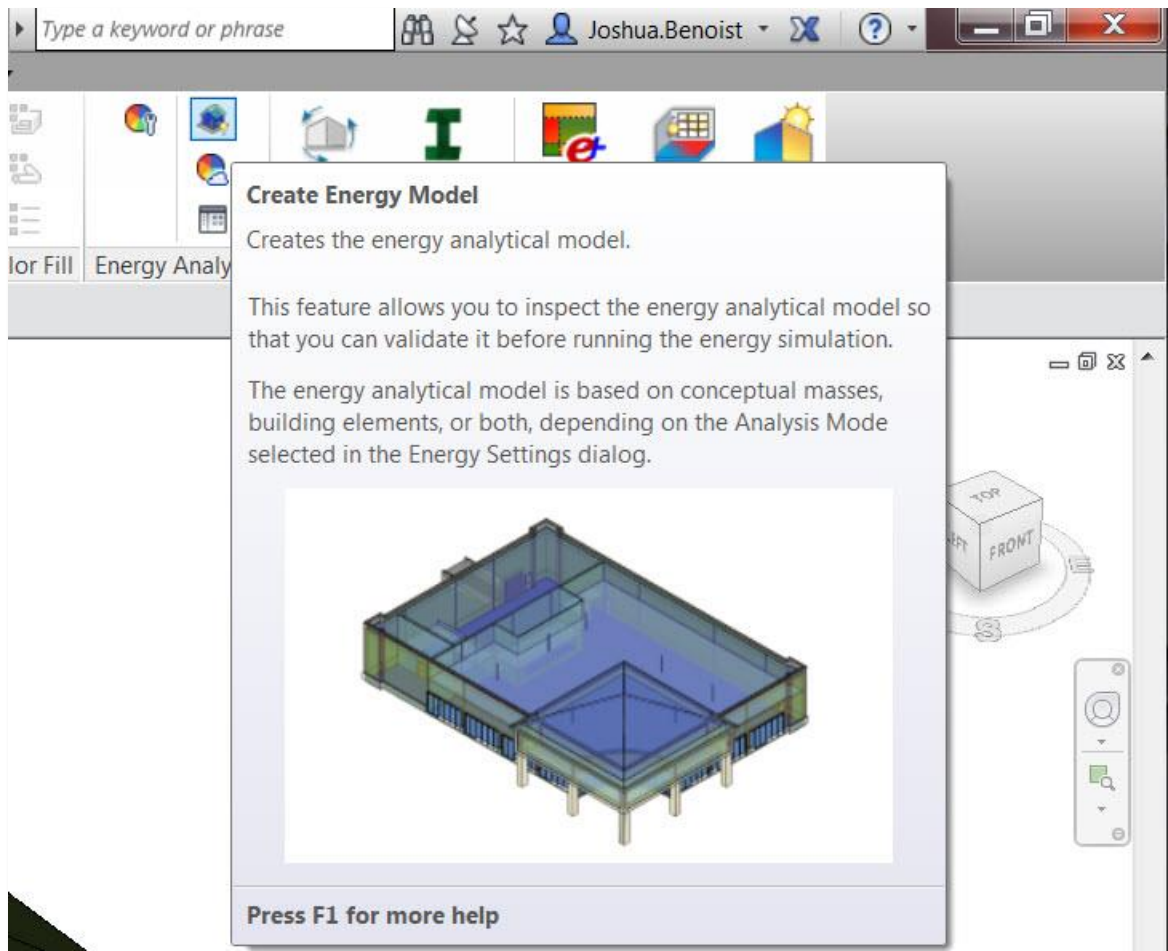 Type a keyword or phrase
Joshua.Benoist
?
X
lor Fill
Energy Analy
Create Energy Model
Creates the energy analytical model.
This feature allows you to inspect the energy analytical model so
that you can validate it before running the energy simulation.
The energy analytical model is based on conceptual masses,
building elements, or both, depending on the Analysis Mode
selected in the Energy Settings dialog.
TOP
EFT
FRONT
E
S
Press F1 for more help